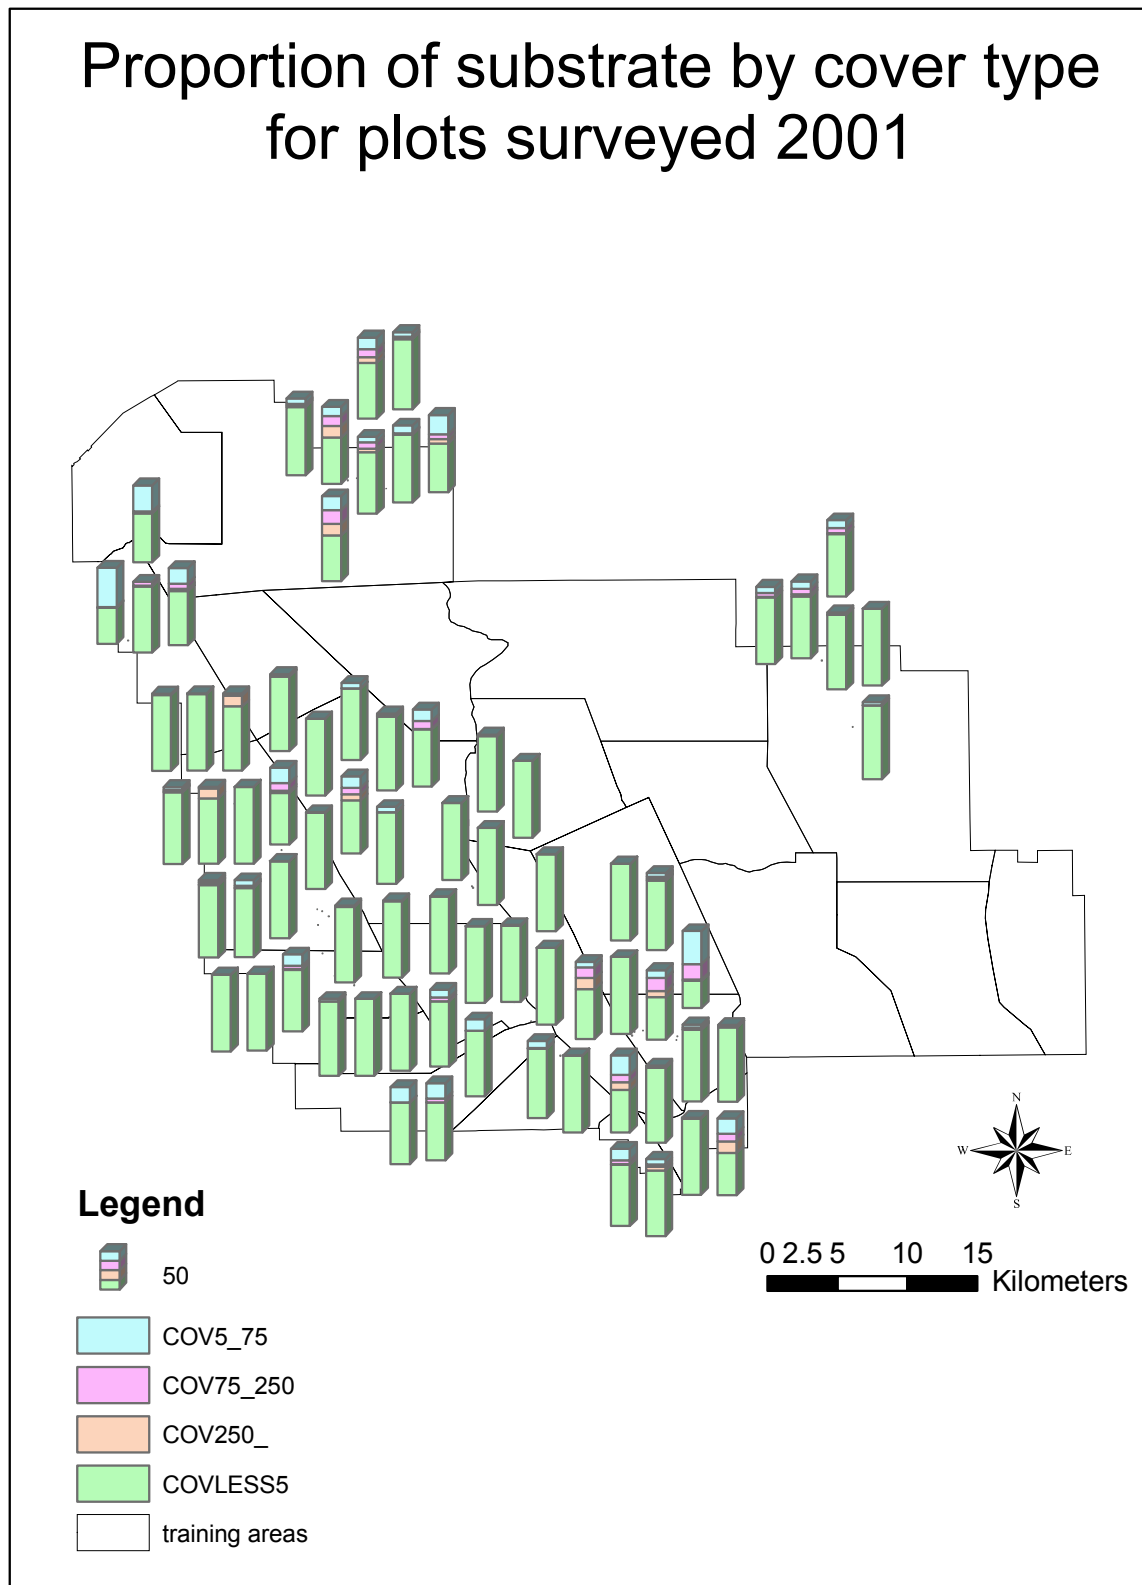 Proportion of substrate by cover type
for plots surveyed 2001
N
W E
S
Legend
50
COV5_75
COV75_250
COV250_
COVLESS5
training areas
0 2.5 5 10 15
Kilometers